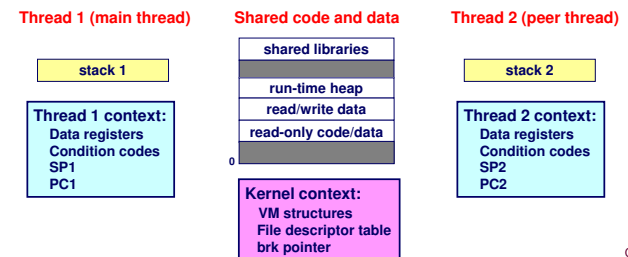 Thread 1 (main thread)
Shared code and data
Thread 2 (peer thread)
stack 1
shared libraries
run-time heap
read/write data
read-only code/data
0
stack 2
Thread 1 context:
Data registers
Condition codes
SP1
PC1
Kernel context:
VM structures
File descriptor table
brk pointer
Thread 2 context:
Data registers
Condition codes
SP2
PC2